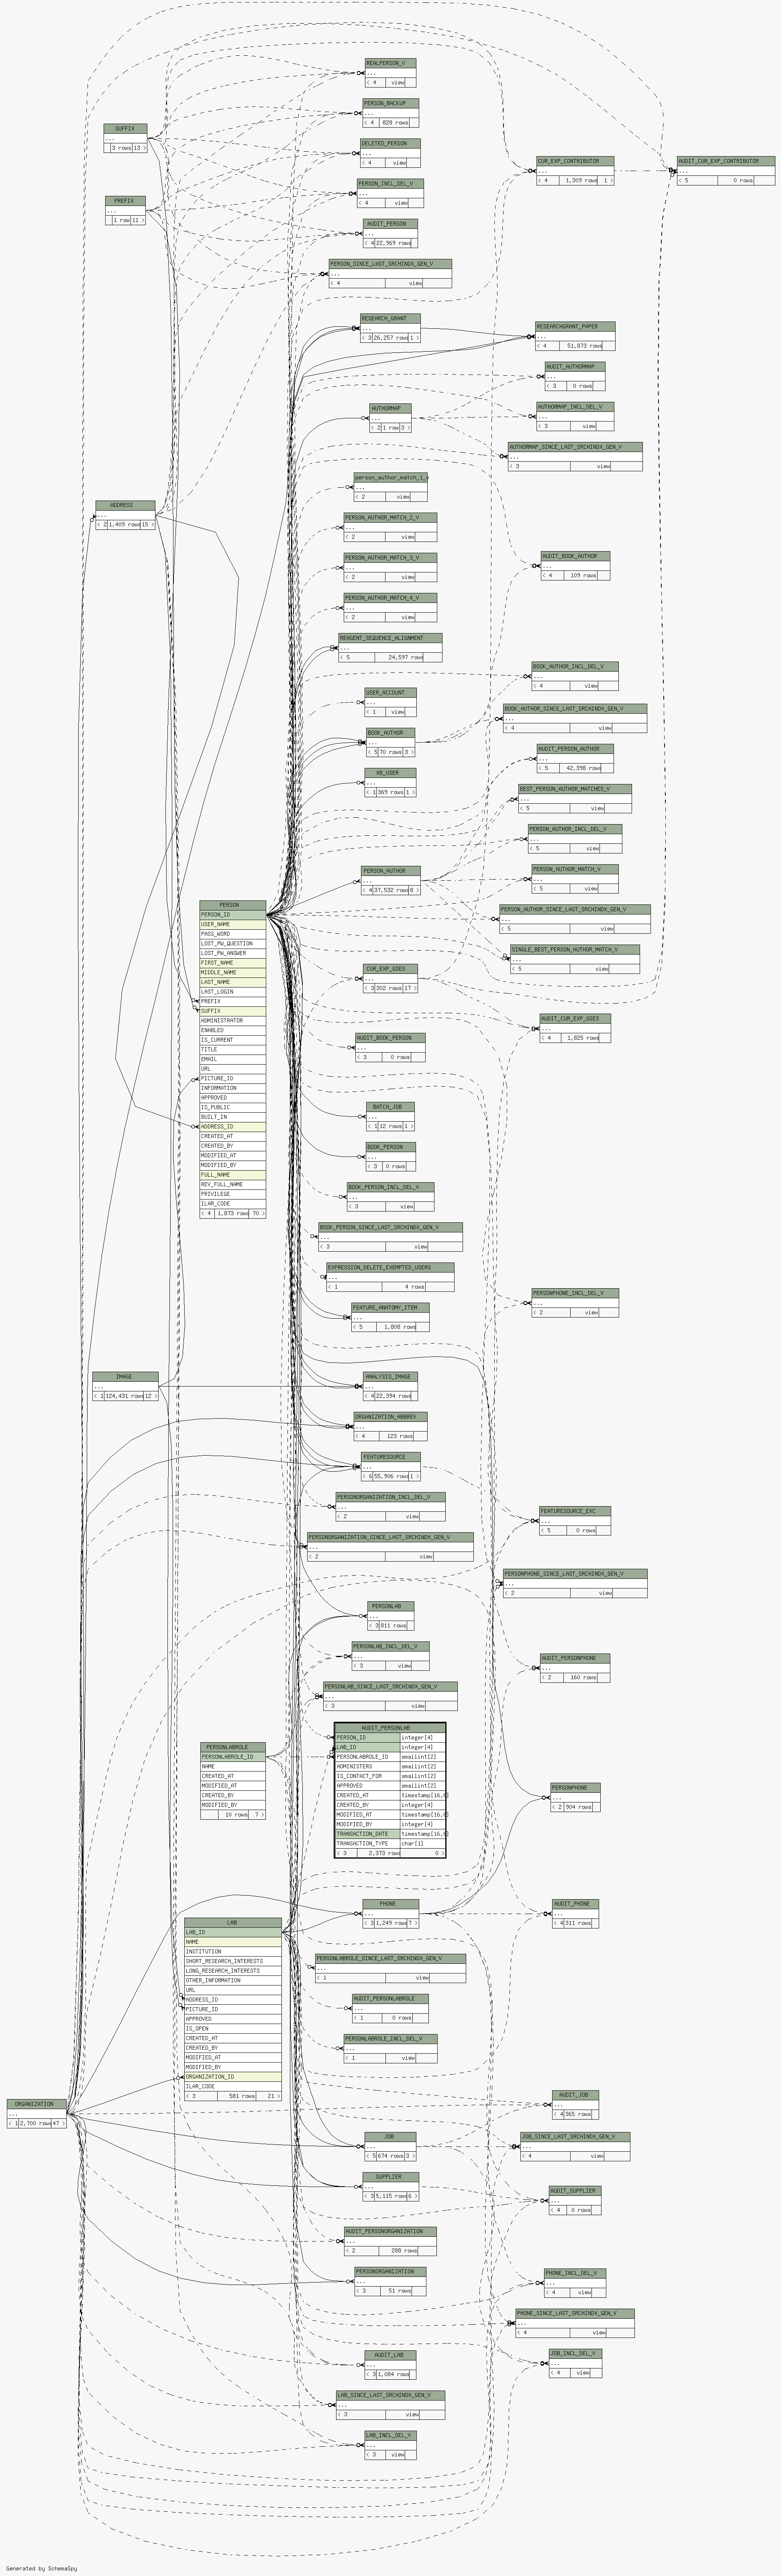 REALPERSON_V
...
< 4 view
PERSON_BACKUP
...
< 4 828 rows
SUFFIX
...
3 rows 13 >
DELETED_PERSON
...
< 4 view
CUR_EXP_CONTRIBUTOR
...
< 4 1,309 rows 1 >
AUDIT_CUR_EXP_CONTRIBUTOR
...
< 5 0 rows
PERSON_INCL_DEL_V
...
< 4 view
PREFIX
...
1 row 11 >
AUDIT_PERSON
...
< 4 22,969 rows
PERSON_SINCE_LAST_SRCHINDX_GEN_V
...
< 4 view
RESEARCH_GRANT
...
< 3 26,257 rows 1 >
RESEARCHGRANT_PAPER
...
< 4 51,873 rows
AUDIT_AUTHORMAP
...
< 3 0 rows
AUTHORMAP
...
< 2 1 row 3 >
AUTHORMAP_INCL_DEL_V
...
< 3 view
AUTHORMAP_SINCE_LAST_SRCHINDX_GEN_V
...
< 3 view
person_author_match_1_v
...
< 2 view
ADDRESS
...
< 2 1,409 rows 15 >
PERSON_AUTHOR_MATCH_2_V
...
< 2 view
PERSON_AUTHOR_MATCH_3_V
...
< 2 view
AUDIT_BOOK_AUTHOR
...
< 4 109 rows
PERSON_AUTHOR_MATCH_4_V
...
< 2 view
REAGENT_SEQUENCE_ALIGNMENT
...
< 5 24,597 rows
BOOK_AUTHOR_INCL_DEL_V
...
< 4 view
USER_ACCOUNT
...
< 1 view
BOOK_AUTHOR_SINCE_LAST_SRCHINDX_GEN_V
...
< 4 view
BOOK_AUTHOR
...
< 5 70 rows 3 >
AUDIT_PERSON_AUTHOR
...
< 5 42,398 rows
XB_USER
...
< 1 369 rows 1 >
BEST_PERSON_AUTHOR_MATCHES_V
...
< 5 view
PERSON_AUTHOR_INCL_DEL_V
...
< 5 view
PERSON_AUTHOR
...
< 4 37,532 rows 8 >
PERSON_AUTHOR_MATCH_V
...
< 5 view
PERSON_AUTHOR_SINCE_LAST_SRCHINDX_GEN_V
...
< 5 view
SINGLE_BEST_PERSON_AUTHOR_MATCH_V
...
< 5 view
PERSON
PERSON_ID
USER_NAME
PASS_WORD
LOST_PW_QUESTION
LOST_PW_ANSWER
FIRST_NAME
MIDDLE_NAME
LAST_NAME
LAST_LOGIN
PREFIX
SUFFIX
ADMINISTRATOR
ENABLED
IS_CURRENT
TITLE
EMAIL
URL
PICTURE_ID
INFORMATION
APPROVED
IS_PUBLIC
BUILT_IN
ADDRESS_ID
CREATED_AT
CREATED_BY
MODIFIED_AT
MODIFIED_BY
FULL_NAME
REV_FULL_NAME
PRIVILEGE
ILAR_CODE
< 4 1,873 rows 70 >
CUR_EXP_GSES
...
< 3 302 rows 17 >
AUDIT_CUR_EXP_GSES
...
< 4 1,825 rows
AUDIT_BOOK_PERSON
...
< 3 0 rows
BATCH_JOB
...
< 1 12 rows 1 >
BOOK_PERSON
...
< 3 0 rows
BOOK_PERSON_INCL_DEL_V
...
< 3 view
BOOK_PERSON_SINCE_LAST_SRCHINDX_GEN_V
...
< 3 view
EXPRESSION_DELETE_EXEMPTED_USERS
...
< 1 4 rows
PERSONPHONE_INCL_DEL_V
...
< 2 view
FEATURE_ANATOMY_ITEM
...
< 5 1,808 rows
IMAGE
...
< 1 124,431 rows 12 >
ANALYSIS_IMAGE
...
< 4 22,394 rows
ORGANIZATION_ABBREV
...
< 4 123 rows
FEATURESOURCE
...
< 6 55,906 rows 1 >
PERSONORGANIZATION_INCL_DEL_V
...
< 2 view
FEATURESOURCE_EXC
...
< 5 0 rows
PERSONORGANIZATION_SINCE_LAST_SRCHINDX_GEN_V
...
< 2 view
PERSONPHONE_SINCE_LAST_SRCHINDX_GEN_V
...
< 2 view
PERSONLAB
...
< 3 811 rows
PERSONLAB_INCL_DEL_V
...
< 3 view
AUDIT_PERSONPHONE
...
< 2 160 rows
PERSONLAB_SINCE_LAST_SRCHINDX_GEN_V
...
< 3 view
AUDIT_PERSONLAB
PERSON_ID integer[4]
LAB_ID integer[4]
PERSONLABROLE_ID smallint[2]
ADMINISTERS smallint[2]
IS_CONTACT_FOR smallint[2]
APPROVED smallint[2]
CREATED_AT timestamp[16,6]
CREATED_BY integer[4]
MODIFIED_AT timestamp[16,6]
MODIFIED_BY integer[4]
TRANSACTION_DATE timestamp[16,6]
TRANSACTION_TYPE char[1]
< 3 2,373 rows 0 >
PERSONLABROLE
PERSONLABROLE_ID
NAME
CREATED_AT
MODIFIED_AT
CREATED_BY
MODIFIED_BY
10 rows 7 >
PERSONPHONE
...
< 2 904 rows
PHONE
...
< 3 1,249 rows 7 >
AUDIT_PHONE
...
< 4 311 rows
LAB
LAB_ID
NAME
INSTITUTION
SHORT_RESEARCH_INTERESTS
LONG_RESEARCH_INTERESTS
OTHER_INFORMATION
URL
ADDRESS_ID
PICTURE_ID
APPROVED
IS_OPEN
CREATED_AT
CREATED_BY
MODIFIED_AT
MODIFIED_BY
ORGANIZATION_ID
ILAR_CODE
< 3 581 rows 21 >
PERSONLABROLE_SINCE_LAST_SRCHINDX_GEN_V
...
< 1 view
AUDIT_PERSONLABROLE
...
< 1 0 rows
PERSONLABROLE_INCL_DEL_V
...
< 1 view
ORGANIZATION
...
< 1 2,700 rows 47 >
AUDIT_JOB
...
< 4 365 rows
JOB
...
< 5 674 rows 3 >
JOB_SINCE_LAST_SRCHINDX_GEN_V
...
< 4 view
SUPPLIER
...
< 3 5,115 rows 6 >
AUDIT_SUPPLIER
...
< 4 0 rows
AUDIT_PERSONORGANIZATION
...
< 2 288 rows
PERSONORGANIZATION
...
< 3 51 rows
PHONE_INCL_DEL_V
...
< 4 view
PHONE_SINCE_LAST_SRCHINDX_GEN_V
...
< 4 view
AUDIT_LAB
...
< 3 1,084 rows
JOB_INCL_DEL_V
...
< 4 view
LAB_SINCE_LAST_SRCHINDX_GEN_V
...
< 3 view
LAB_INCL_DEL_V
...
< 3 view
Generated by SchemaSpy